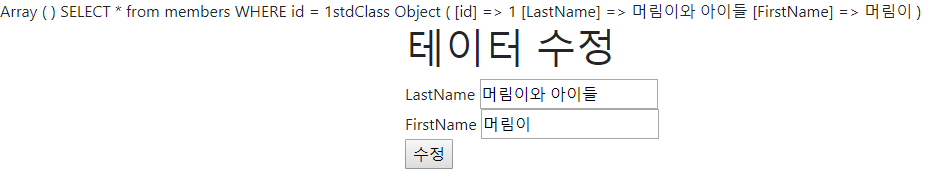 Array ( ) SELECT * from members WHERE id = 1stdClass Object ( [id] => 1 [LastName] => 머림이와 아이들 [FirstName] => 머림이 )
테이터 수정
LastName 머림이와 아이들
FirstName 머림이
수정